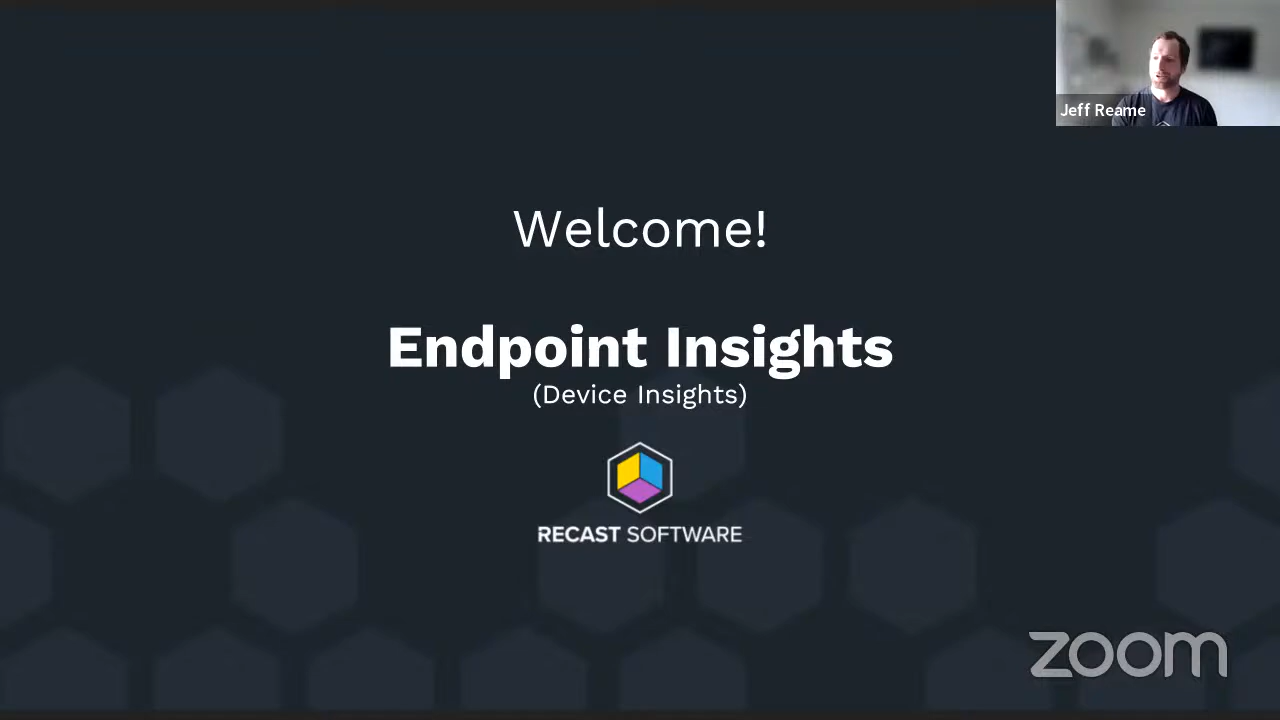 Jeff Reame
Welcome!
Endpoint Insights
(Device Insights)
RECAST SOFTWARE
zoom